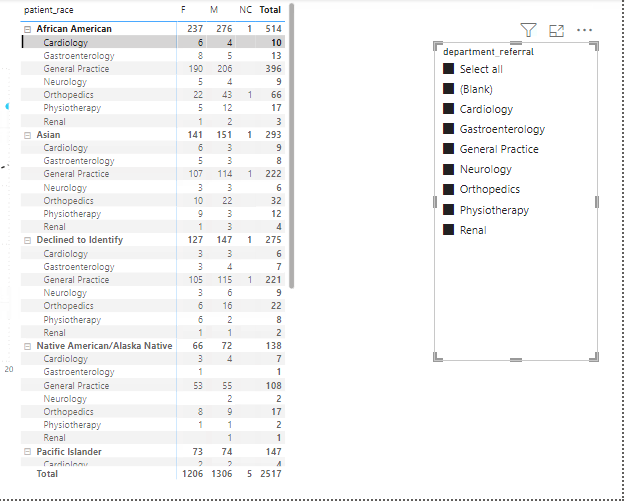 patient_race F M NC Total
African American 237 276 1 514
Cardiology 6 4 10
Gastroenterology 8 5 13
General Practice 190 206 396
Neurology 5 4 9
Orthopedics 22 43 1 66
Physiotherapy 5 12 17
Renal 1 2 3
Asian 141 151 1 293
Cardiology 6 3 9
Gastroenterology 5 3 8
General Practice 107 114 1 222
Neurology 3 3 6
Orthopedics 10 22 32
Physiotherapy 9 3 12
Renal 1 3 4
Declined to Identify 127 147 1 275
Cardiology 3 3 6
Gastroenterology 3 4 7
General Practice 105 115 1 221
Neurology 3 6 9
Orthopedics 6 16 22
Physiotherapy 6 2 8
Renal 1 1 2
Native American/Alaska Native 66 72 138
Cardiology 3 4 7
Gastroenterology 1 1
General Practice 53 55 108
Neurology 2 2
Orthopedics 8 9 17
Physiotherapy 1 1 2
Renal 1 1
Pacific Islander 73 74 147
Cardiology 2 2 4
Total 1206 1306 5 2517
20
department_referral
Select all
(Blank)
Cardiology
Gastroenterology
General Practice
Neurology
Orthopedics
Physiotherapy
Renal